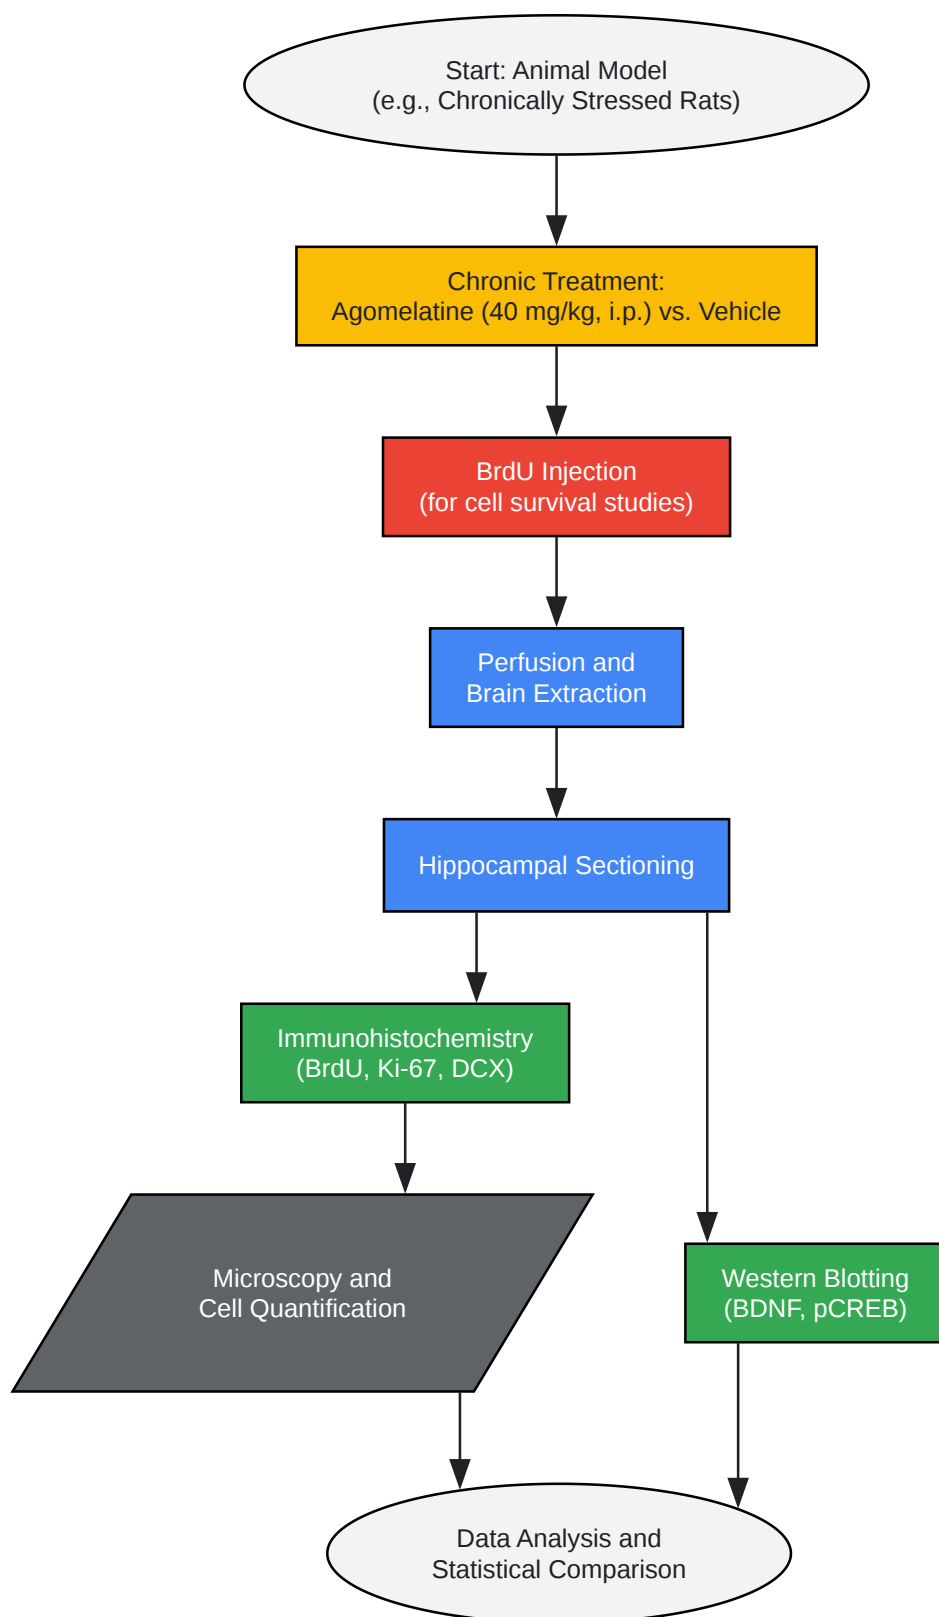 Start: Animal Model
(e.g., Chronically Stressed Rats)
Chronic Treatment:
Agomelatine (40 mg/kg, i.p.) vs. Vehicle
BrdU Injection
(for cell survival studies)
Perfusion and
Brain Extraction
Hippocampal Sectioning
Immunohistochemistry
(BrdU, Ki-67, DCX)
Microscopy and
Cell Quantification
Western Blotting
(BDNF, pCREB)
Data Analysis and
Statistical Comparison